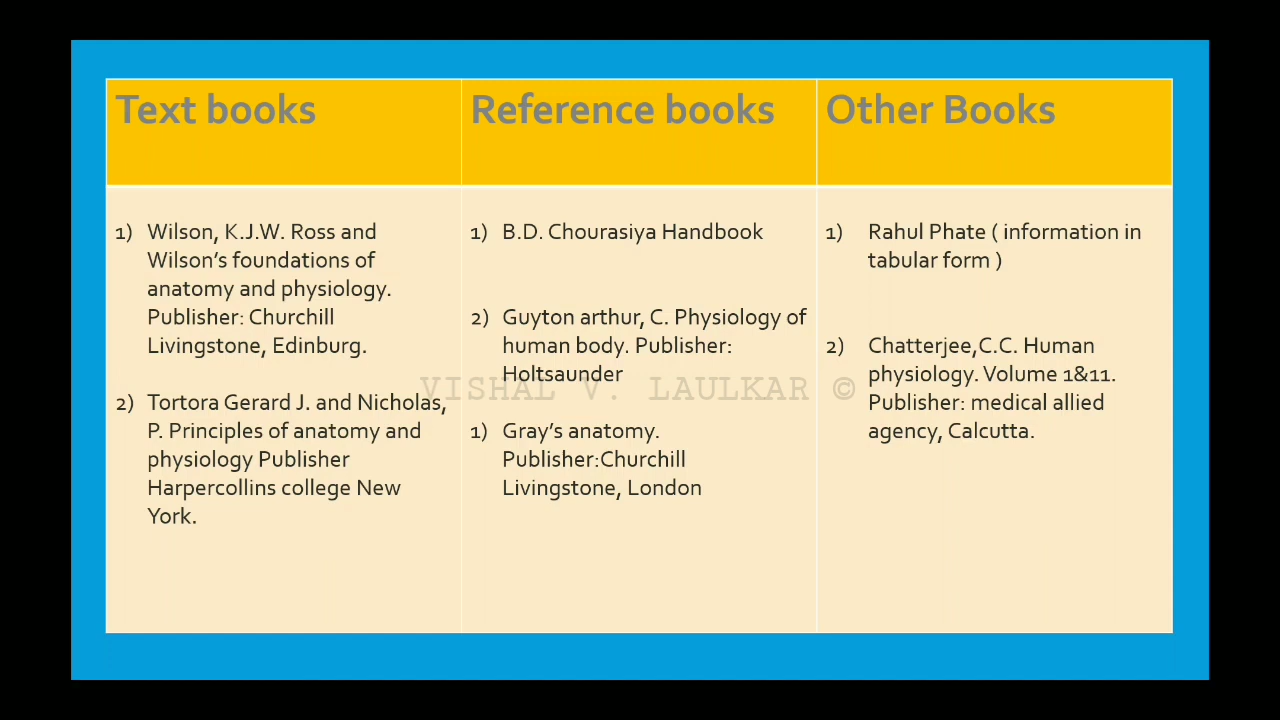 Text books
Reference books
Other Books
1) Wilson, K.J.W. Ross and
Wilson's foundations of
anatomy and physiology.
Publisher: Churchill
Livingstone, Edinburg.
2) Tortora Gerard J. and Nicholas,
P. Principles of anatomy and
physiology Publisher
Harpercollins college New
York.
1) B.D. Chourasiya Handbook
2) Guyton arthur, C. Physiology of
human body. Publisher:
Holtsaunder
1) Gray's anatomy.
Publisher:Churchill
Livingstone, London
1) Rahul Phate ( information in
tabular form )
2) Chatterjee,C.C. Human
physiology. Volume 1&11.
Publisher: medical allied
agency, Calcutta.
VISHAL V. LAULKAR ©